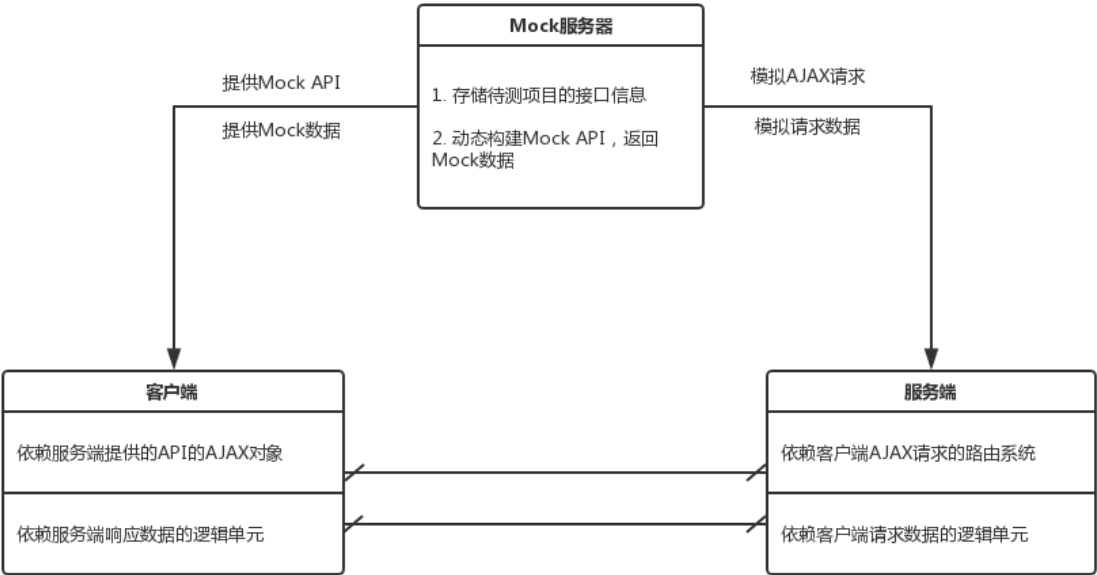 Mock服务器
提供Mock API
提供Mock数据
1. 存储待测项目的接口信息
2. 动态构建Mock API，返回
Mock数据
模拟AJAX请求
模拟请求数据
客户端
依赖服务端提供的API的AJAX对象
依赖服务端响应数据的逻辑单元
服务端
依赖客户端AJAX请求的路由系统
依赖客户端请求数据的逻辑单元